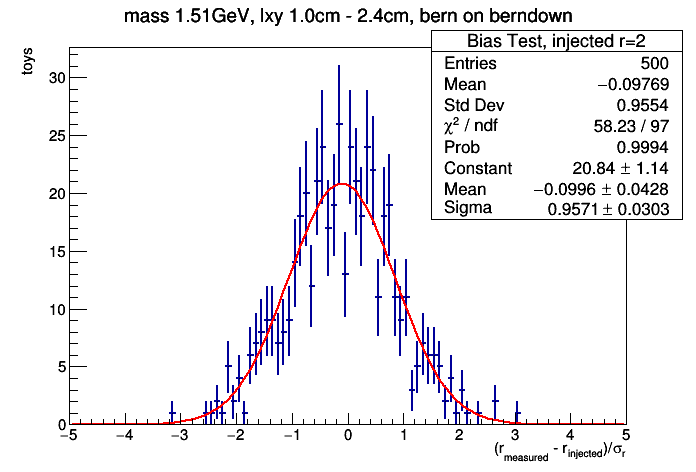 mass 1.51GeV, lxy 1.0cm - 2.4cm, bern on berndown
toys
Bias Test, injected r=2
Entries 500
Mean −0.09769
Std Dev 0.9554
χ² / ndf 58.23 / 97
Prob 0.9994
Constant 20.84 ± 1.14
Mean −0.0996 ± 0.0428
Sigma 0.9571 ± 0.0303
30
25
20
15
10
5
0
−5 −4 −3 −2 −1 0 1 2 3 4 5
(r_measured - r_injected)/σ_r